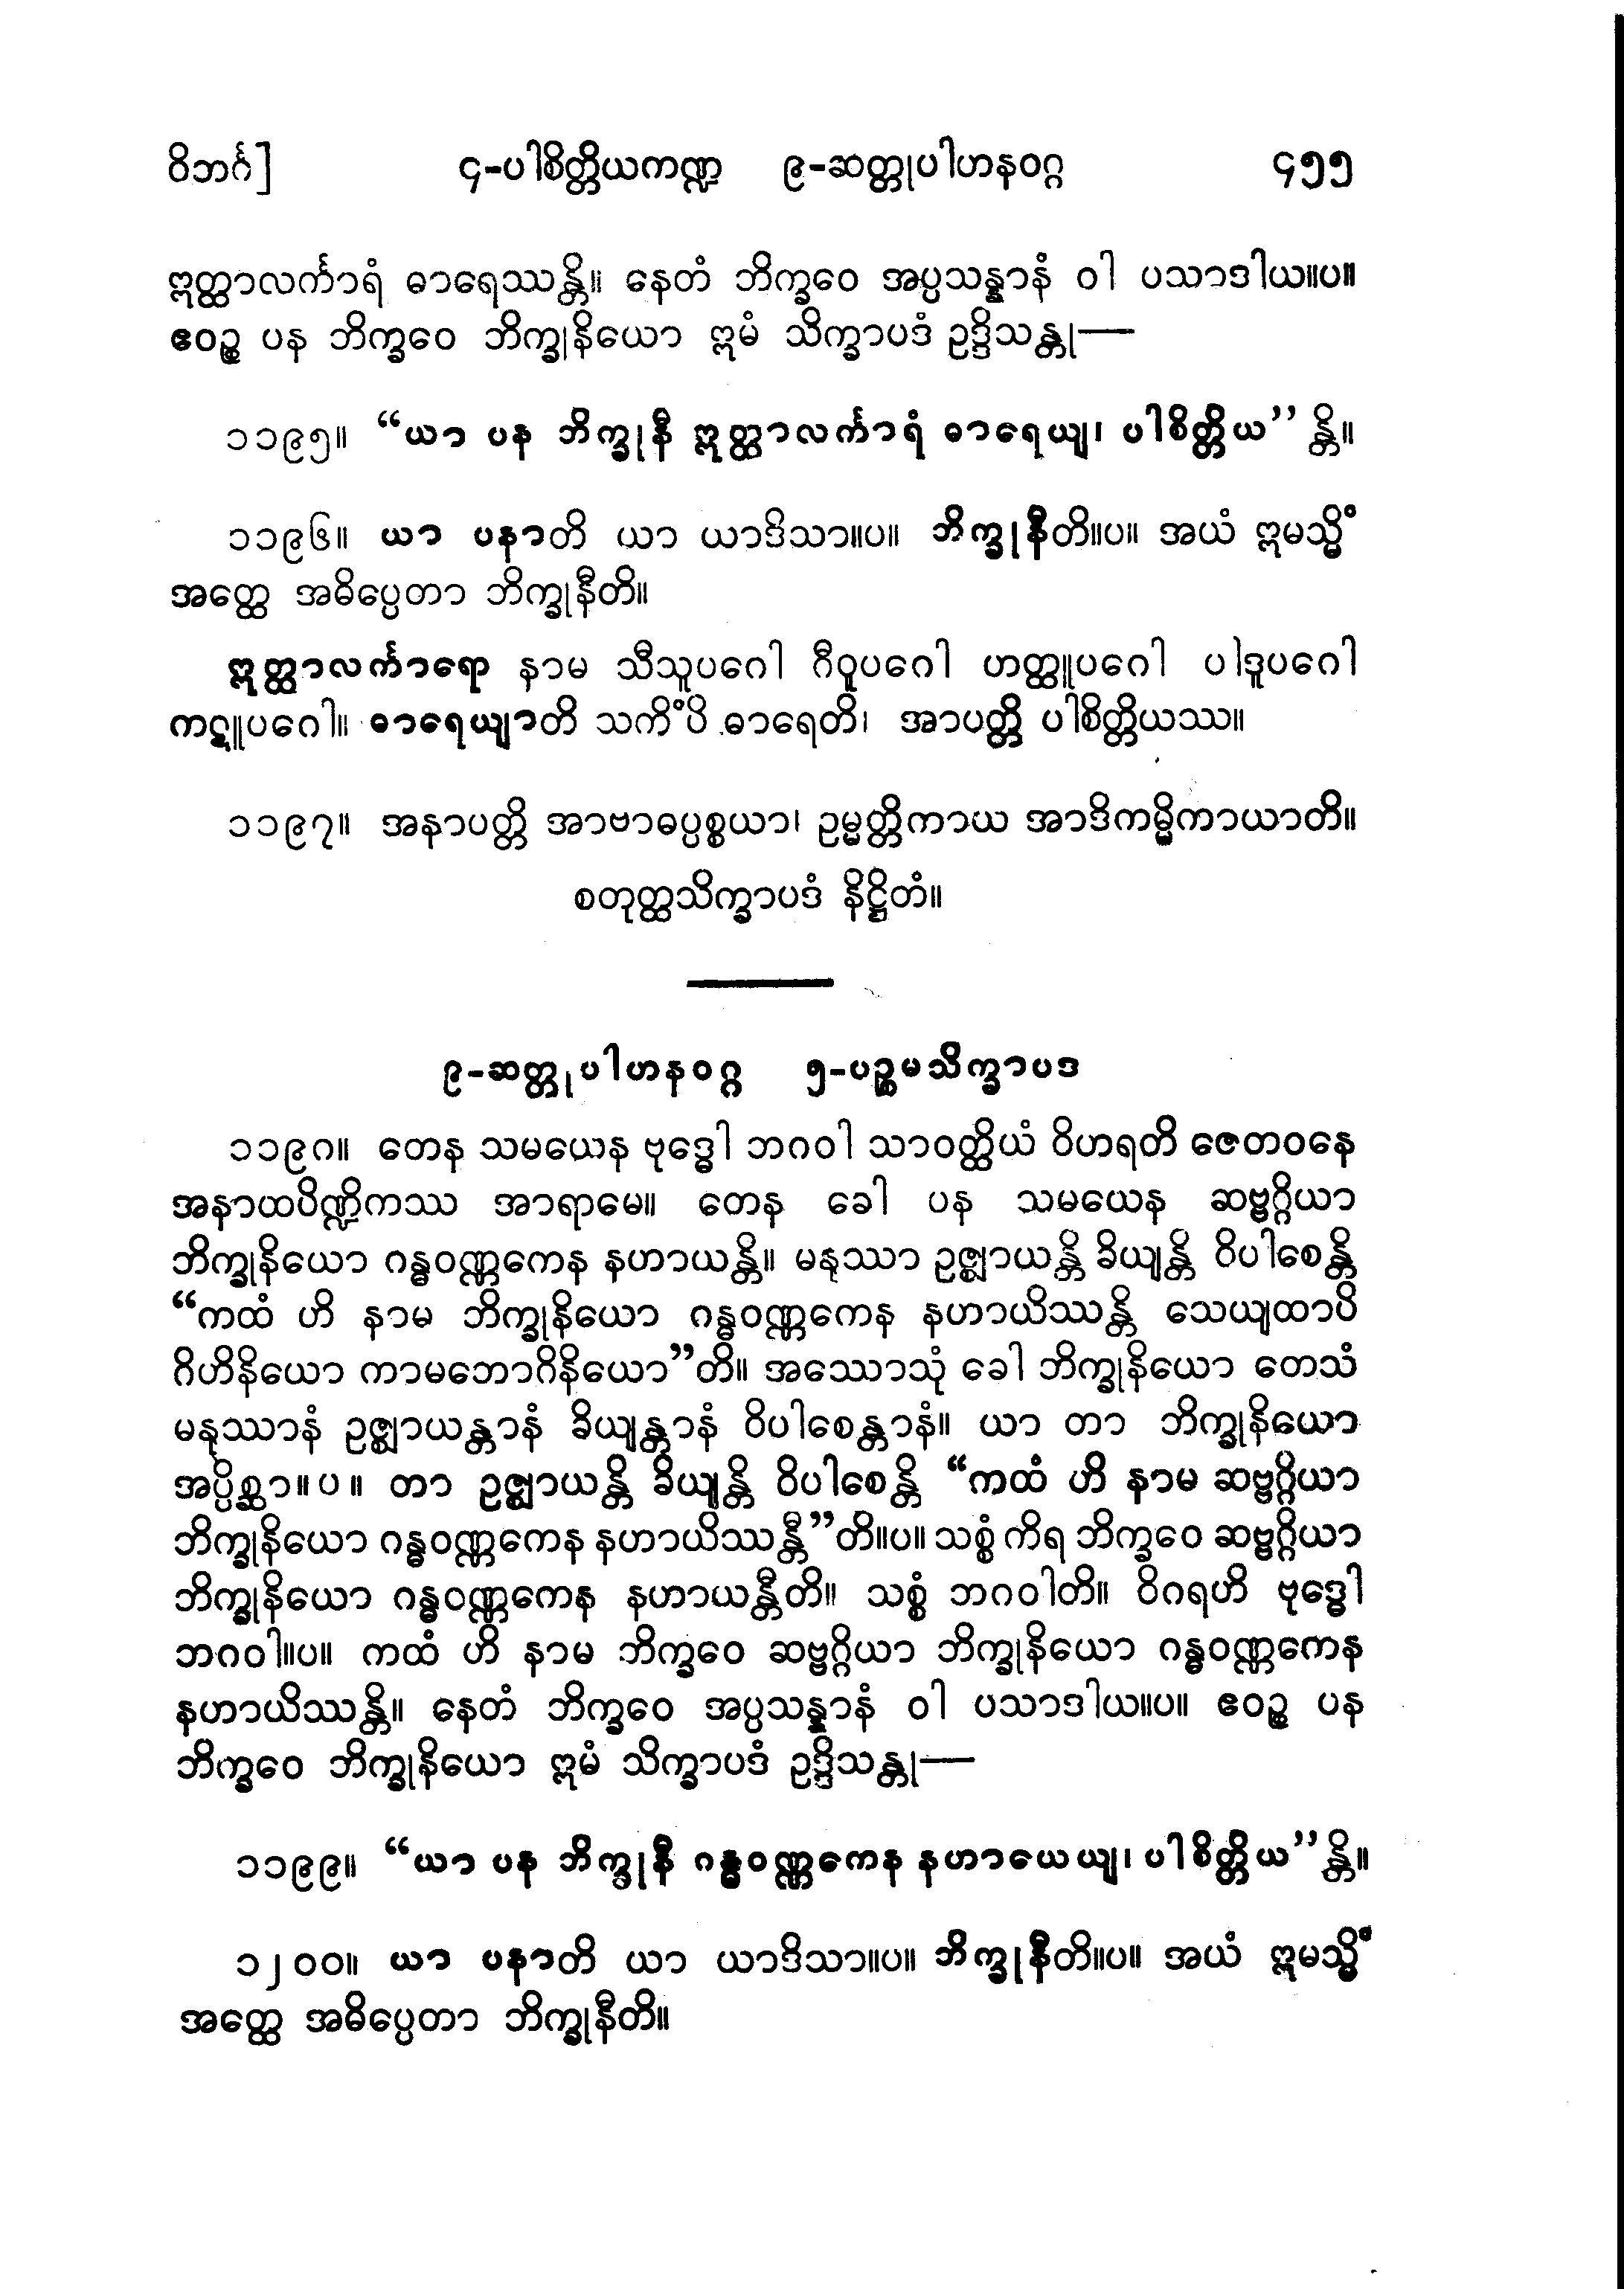 ဝိဘင်္ဂ] ၄-ပါစိတ္တိယကဏ္ဍ ၉-ဆတ္တုပါဟနဝဂ္ဂ ၄၅၅
ဣတ္ထာလင်္ကာရံ ဓာရေဿန္တိ။ နေတံ ဘိက္ခဝေ အပ္ပသန္နာနံ ဝါ ပသာဒါယ။ပ။
ဧဝဉ္စ ပန ဘိက္ခဝေ ဘိက္ခုနိယော ဣမံ သိက္ခာပဒံ ဥဒ္ဒိသန္တု—
၁၁၉၅။ “ယာ ပန ဘိက္ခုနီ ဣတ္ထာလင်္ကာရံ ဓာရေယျ၊ ပါစိတ္တိယ” န္တိ။
၁၁၉၆။ ယာ ပနာတိ ယာ ယာဒိသာ။ပ။ ဘိက္ခုနီတိ။ပ။ အယံ ဣမသ္မိံ
အတ္ထေ အဓိပ္ပေတာ ဘိက္ခုနီတိ။
ဣတ္ထာလင်္ကာရော နာမ သီသူပဂေါ ဂီဝူပဂေါ ဟတ္ထူပဂေါ ပါဒူပဂေါ
ကဋူပဂေါ။ ဓာရေယျာတိ သကိံပိ ဓာရေတိ၊ အာပတ္တိ ပါစိတ္တိယဿ။
၁၁၉၇။ အနာပတ္တိ အာဗာဓပ္ပစ္စယာ၊ ဥမ္မတ္တိကာယ အာဒိကမ္မိကာယာတိ။
စတုတ္ထသိက္ခာပဒံ နိဋ္ဌိတံ။
၉-ဆတ္တုပါဟနဝဂ္ဂ ၅-ပဉ္စမသိက္ခာပဒ
၁၁၉၈။ တေန သမယေန ဗုဒ္ဓေါ ဘဂဝါ သာဝတ္ထိယံ ဝိဟရတိ ဇေတဝနေ
အနာထပိဏ္ဍိကဿ အာရာမေ။ တေန ခေါ ပန သမယေန ဆဗ္ဗဂ္ဂိယာ
ဘိက္ခုနိယော ဂန္ဓဝဏ္ဏကေန နဟာယန္တိ။ မနုဿာ ဥဇ္ဈာယန္တိ ခိယျန္တိ ဝိပါစေန္တိ
“ကထံ ဟိ နာမ ဘိက္ခုနိယော ဂန္ဓဝဏ္ဏကေန နဟာယိဿန္တိ သေယျထာပိ
ဂိဟိနိယော ကာမဘောဂိနိယော”တိ။ အဿောသုံ ခေါ ဘိက္ခုနိယော တေသံ
မနုဿာနံ ဥဇ္ဈာယန္တာနံ ခိယျန္တာနံ ဝိပါစေန္တာနံ။ ယာ တာ ဘိက္ခုနိယော
အပ္ပိစ္ဆာ။ပ။ တာ ဥဇ္ဈာယန္တိ ခိယျန္တိ ဝိပါစေန္တိ “ကထံ ဟိ နာမ ဆဗ္ဗဂ္ဂိယာ
ဘိက္ခုနိယော ဂန္ဓဝဏ္ဏကေန နဟာယိဿန္တီ”တိ။ပ။ သစ္စံ ကိရ ဘိက္ခဝေ ဆဗ္ဗဂ္ဂိယာ
ဘိက္ခုနိယော ဂန္ဓဝဏ္ဏကေန နဟာယန္တီတိ။ သစ္စံ ဘဂဝါတိ။ ဝိဂရဟိ ဗုဒ္ဓေါ
ဘဂဝါ။ပ။ ကထံ ဟိ နာမ ဘိက္ခဝေ ဆဗ္ဗဂ္ဂိယာ ဘိက္ခုနိယော ဂန္ဓဝဏ္ဏကေန
နဟာယိဿန္တိ။ နေတံ ဘိက္ခဝေ အပ္ပသန္နာနံ ဝါ ပသာဒါယ။ပ။ ဧဝဉ္စ ပန
ဘိက္ခဝေ ဘိက္ခုနိယော ဣမံ သိက္ခာပဒံ ဥဒ္ဒိသန္တု—
၁၁၉၉။ “ယာ ပန ဘိက္ခုနီ ဂန္ဓဝဏ္ဏကေန နဟာယေယျ၊ ပါစိတ္တိယ”န္တိ။
၁၂၀၀။ ယာ ပနာတိ ယာ ယာဒိသာ။ပ။ ဘိက္ခုနီတိ။ပ။ အယံ ဣမသ္မိံ
အတ္ထေ အဓိပ္ပေတာ ဘိက္ခုနီတိ။